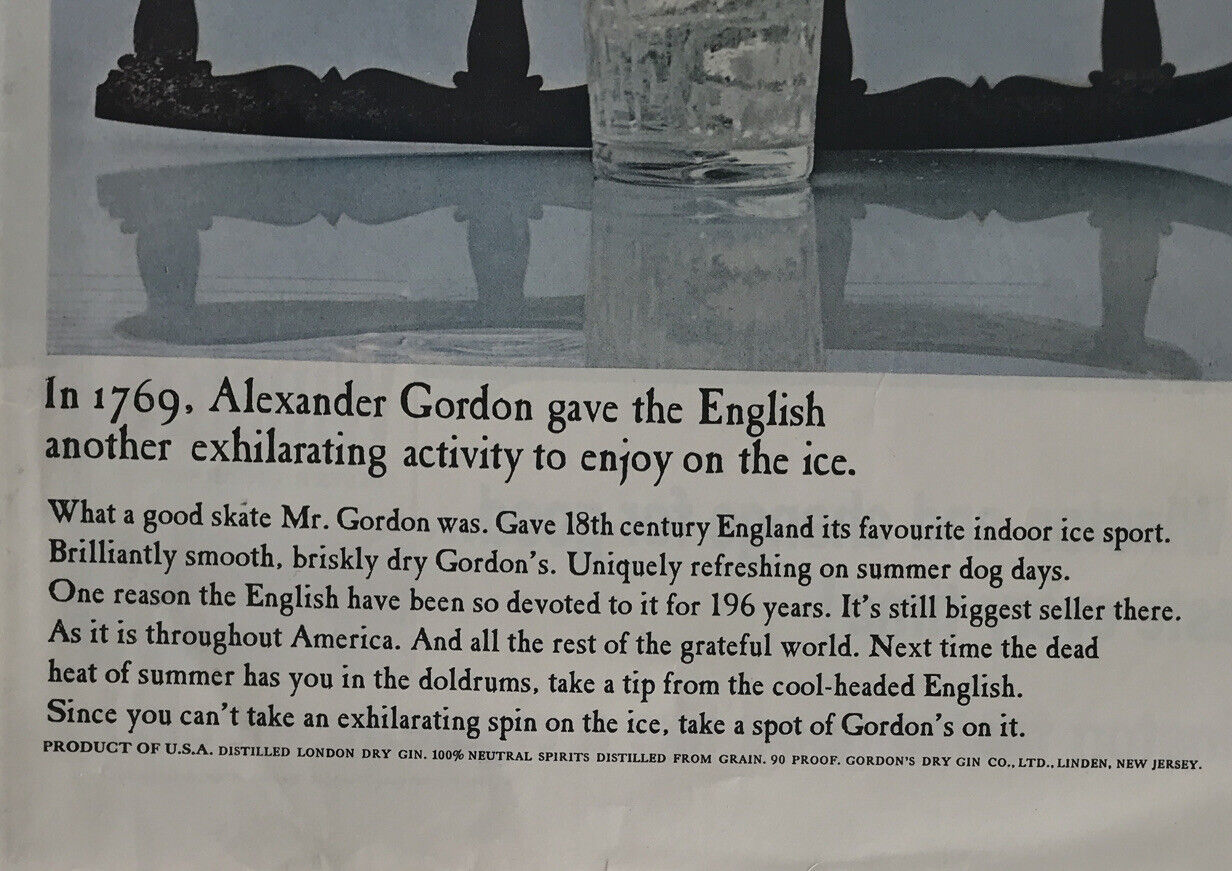 In 1769, Alexander Gordon gave the English
another exhilarating activity to enjoy on the ice.
What a good skate Mr. Gordon was. Gave 18th century England its favourite indoor ice sport.
Brilliantly smooth, briskly dry Gordon's. Uniquely refreshing on summer dog days.
One reason the English have been so devoted to it for 196 years. It's still biggest seller there.
As it is throughout America. And all the rest of the grateful world. Next time the dead
heat of summer has you in the doldrums, take a tip from the cool-headed English.
Since you can't take an exhilarating spin on the ice, take a spot of Gordon's on it.
PRODUCT OF U.S.A. DISTILLED LONDON DRY GIN. 100% NEUTRAL SPIRITS DISTILLED FROM GRAIN. 90 PROOF. GORDON'S DRY GIN CO., LTD., LINDEN, NEW JERSEY.